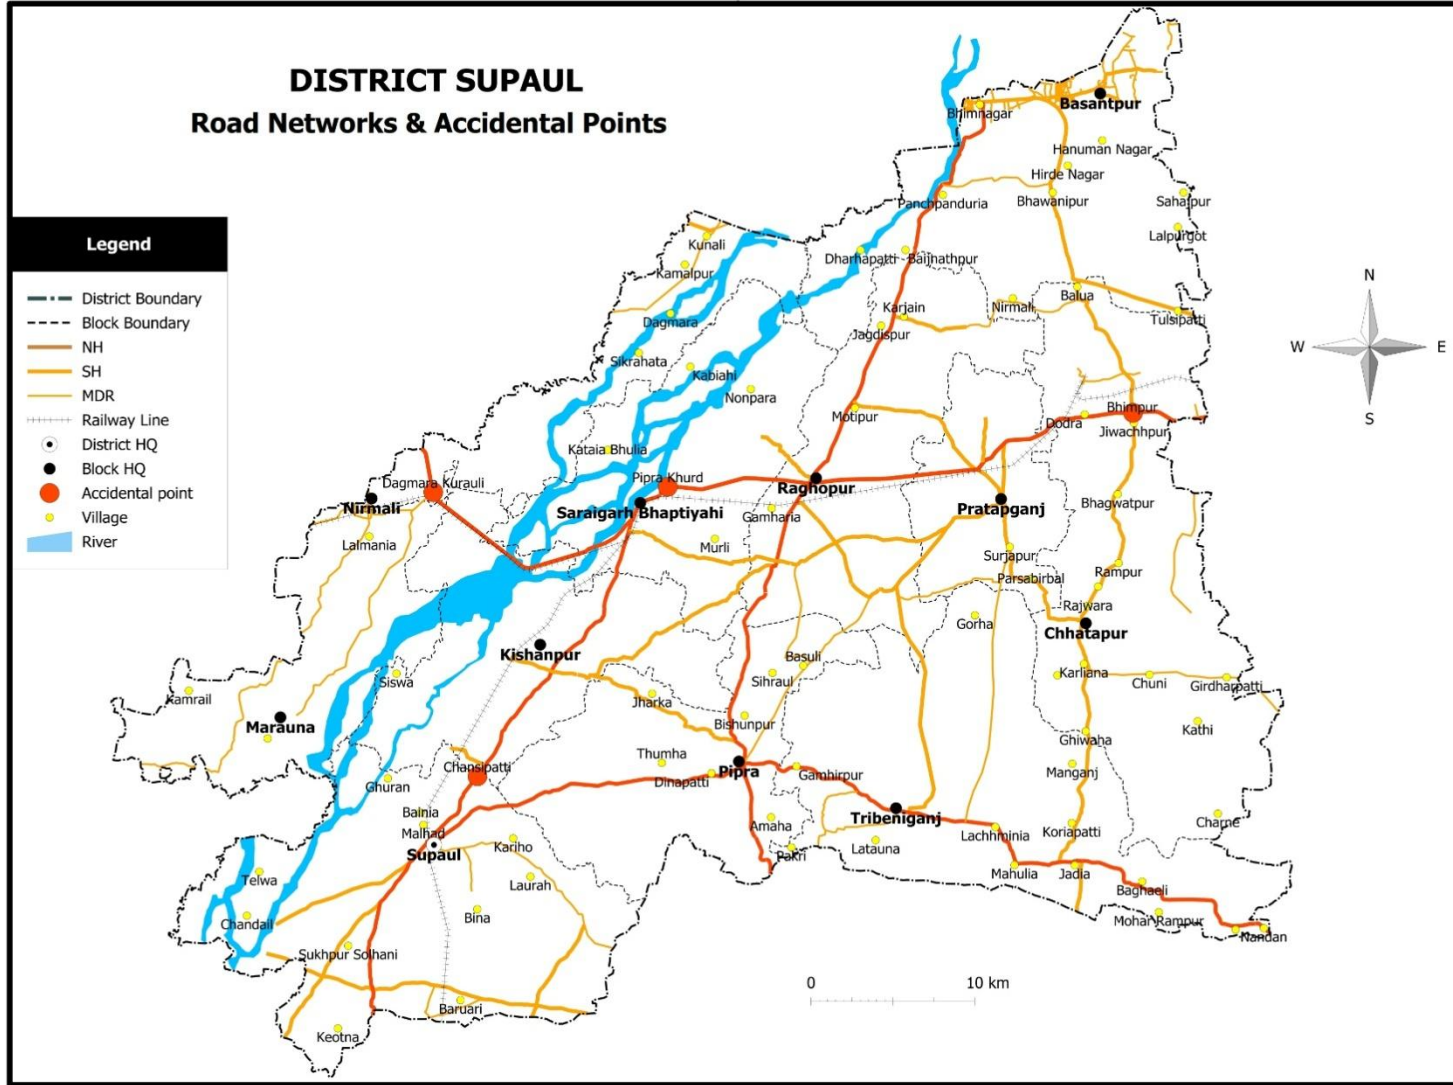 DISTRICT SUPAUL
Road Networks & Accidental Points
Legend
District Boundary
Block Boundary
NH
SH
MDR
Railway Line
District HQ
Block HQ
Accidental point
Village
River
N
W
E
S
Basantpur
Bhimnagar
Hanuman Nagar
Hirde Nagar
Panchpanduria
Bhawanipur
Sahajpur
Lalpurgot
Kunali
Dharhapatti
Baijnathpur
Kamalpur
Nirmali
Balua
Karjain
Tulsipatti
Dagmara
Jagdispur
Sikrahata
Kabiahi
Nonpara
Motipur
Bhimpur
Dodra
Jiwachhpur
Kataia Bhulia
Pipra Khurd
Dagmara Kurauli
Raghopur
Bhagwatpur
Nirmali
Saraigarh Bhaptiyahi
Gamharia
Pratapganj
Lalmania
Murli
Surjapur
Parsabirbal
Rampur
Rajwara
Gorha
Chhatapur
Kishanpur
Basuli
Siswa
Sihraul
Karliana
Chuni
Girdharpatti
Kamrail
Jharka
Marauna
Bishunpur
Kathi
Ghiwaha
Thumha
Chansipatti
Pipra
Manganj
Dinapatti
Gamhirpur
Ghuran
Bainia
Malhad
Amaha
Tribeniganj
Charne
Koriapatti
Lachhminia
Supaul
Kariho
Pakri
Latauna
Telwa
Laurah
Mahulia
Jadia
Baghaeli
Chandail
Bina
Mohar Rampur
Nandan
Sukhpur Solhani
0
10 km
Baruari
Keotna